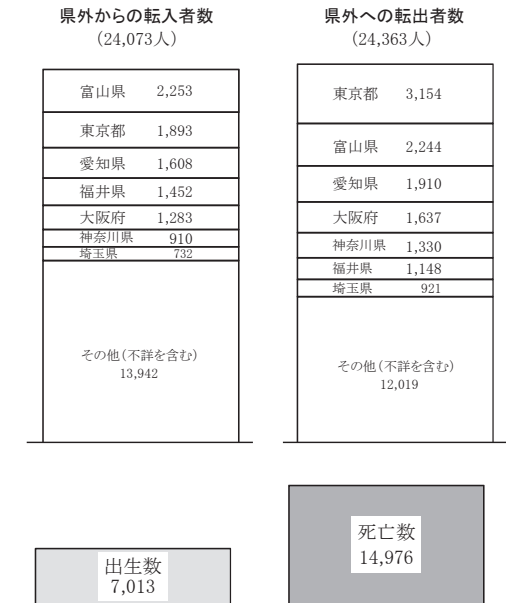 県外からの転入者数
（24,073人）
富山県 2,253
東京都 1,893
愛知県 1,608
福井県 1,452
大阪府 1,283
神奈川県 910
埼玉県 732
その他（不詳を含む）
13,942
県外への転出者数
（24,363人）
東京都 3,154
富山県 2,244
愛知県 1,910
大阪府 1,637
神奈川県 1,330
福井県 1,148
埼玉県 921
その他（不詳を含む）
12,019
出生数
7,013
死亡数
14,976